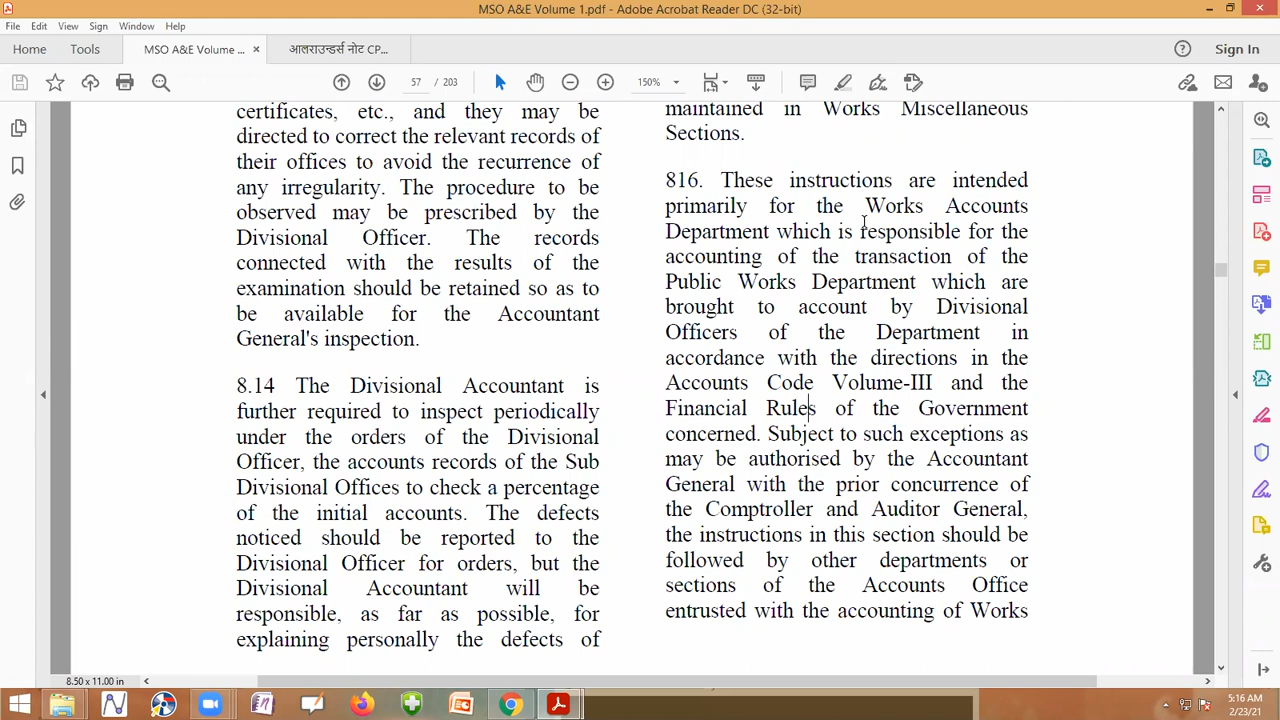 MSO A&E Volume 1.pdf - Adobe Acrobat Reader DC (32-bit)
File Edit View Sign Window Help
Home Tools MSO A&E Volume ... × आलराउन्डर्स नोट CP... Sign In
57 / 203 150%
certificates, etc., and they may be
directed to correct the relevant records of
their offices to avoid the recurrence of
any irregularity. The procedure to be
observed may be prescribed by the
Divisional Officer. The records
connected with the results of the
examination should be retained so as to
be available for the Accountant
General's inspection.
8.14 The Divisional Accountant is
further required to inspect periodically
under the orders of the Divisional
Officer, the accounts records of the Sub
Divisional Offices to check a percentage
of the initial accounts. The defects
noticed should be reported to the
Divisional Officer for orders, but the
Divisional Accountant will be
responsible, as far as possible, for
explaining personally the defects of
maintained in Works Miscellaneous
Sections.
816. These instructions are intended
primarily for the Works Accounts
Department which is responsible for the
accounting of the transaction of the
Public Works Department which are
brought to account by Divisional
Officers of the Department in
accordance with the directions in the
Accounts Code Volume-III and the
Financial Rules of the Government
concerned. Subject to such exceptions as
may be authorised by the Accountant
General with the prior concurrence of
the Comptroller and Auditor General,
the instructions in this section should be
followed by other departments or
sections of the Accounts Office
entrusted with the accounting of Works
8.50 x 11.00 in
5:16 AM
2/23/21